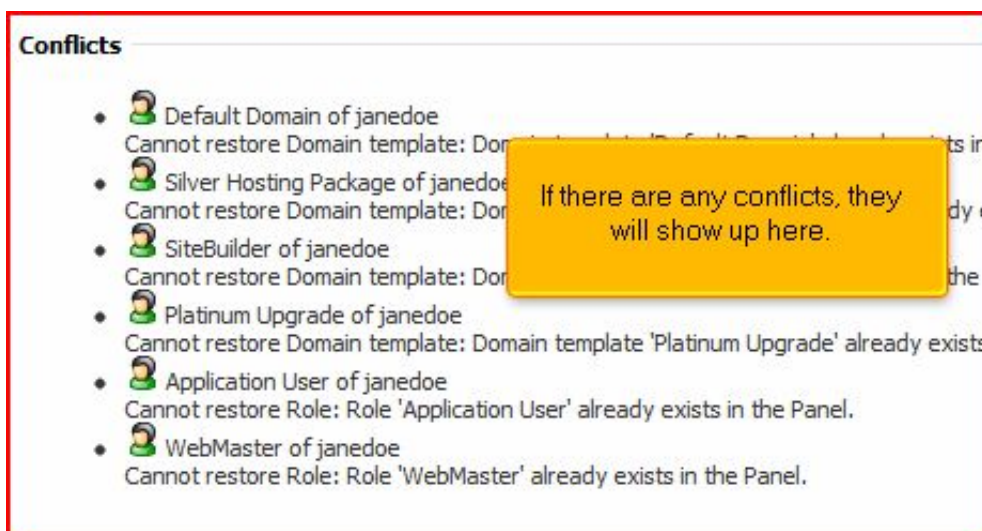 Conflicts
Default Domain of janedoe
Cannot restore Domain template:
Silver Hosting Package of janedoe
Cannot restore Domain template:
SiteBuilder of janedoe
Cannot restore Domain template:
the
Platinum Upgrade of janedoe
Cannot restore Domain template: Domain template 'Platinum Upgrade' already exists
Application User of janedoe
Cannot restore Role: Role 'Application User' already exists in the Panel.
WebMaster of janedoe
Cannot restore Role: Role 'WebMaster' already exists in the Panel.
If there are any conflicts, they
will show up here.